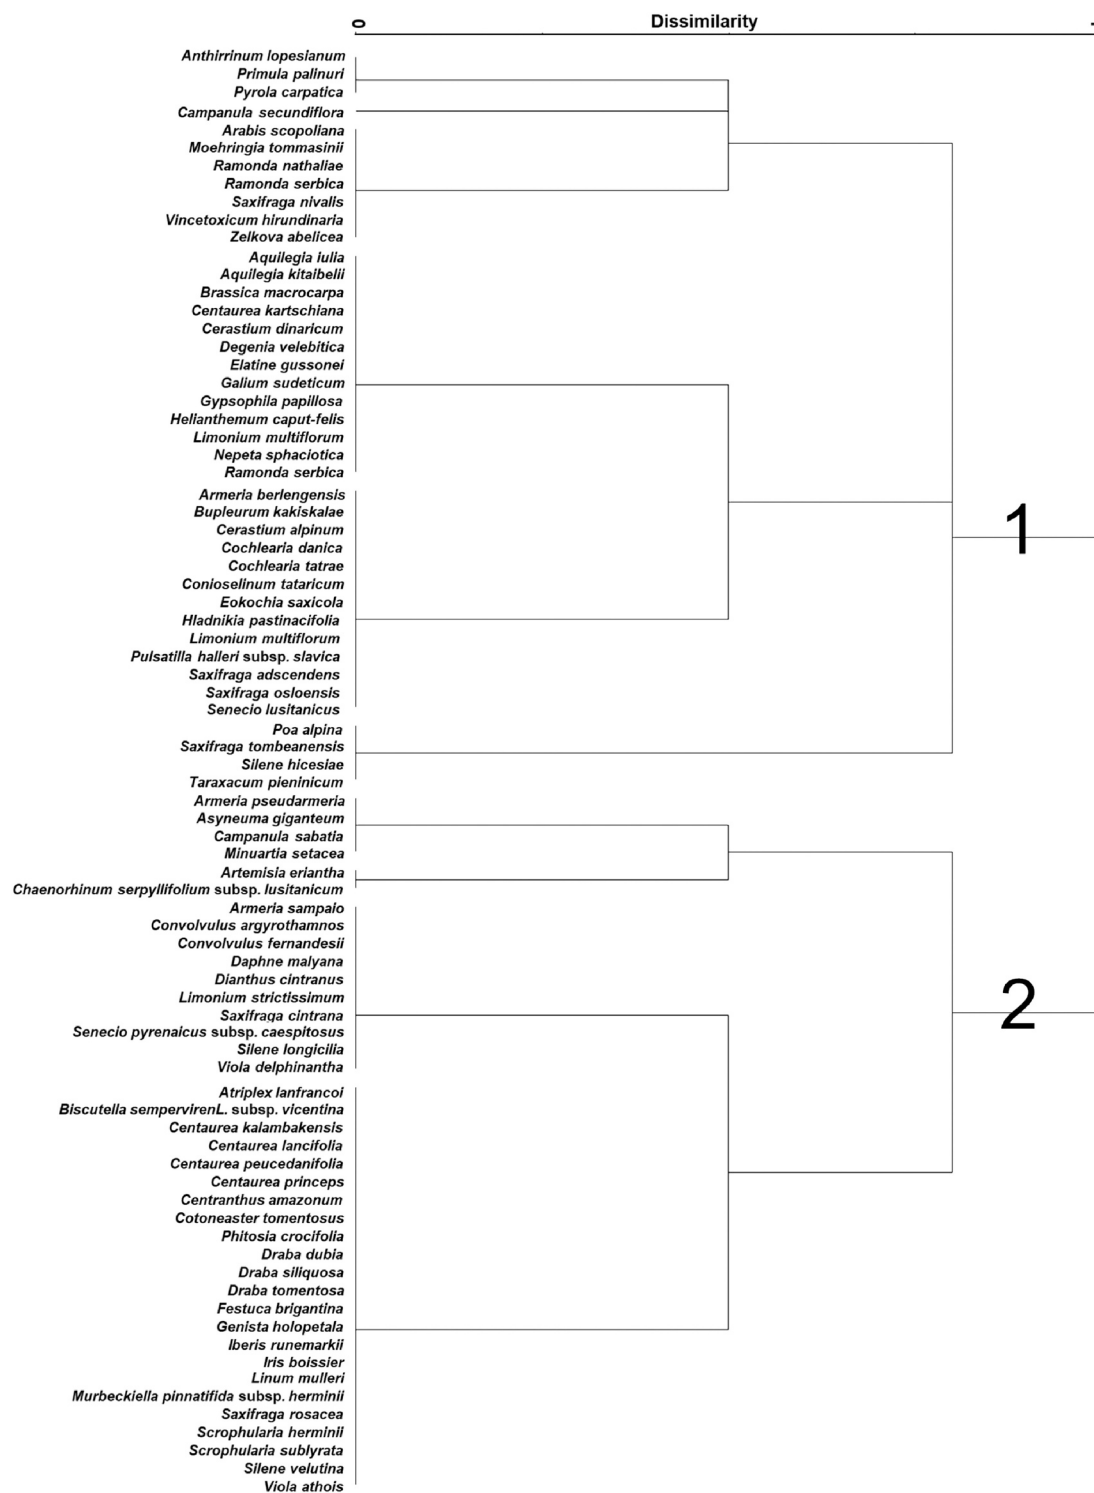 Dissimilarity
0
Anthirrinum lopesianum
Primula palinuri
Pyrola carpatica
Campanula secundiflora
Arabis scopoliana
Moehringia tommasinii
Ramonda nathaliae
Ramonda serbica
Saxifraga nivalis
Vincetoxicum hirundinaria
Zelkova abelicea
Aquilegia iulia
Aquilegia kitaibelii
Brassica macrocarpa
Centaurea kartschiana
Cerastium dinaricum
Degenia velebitica
Elatine gussonei
Galium sudeticum
Gypsophila papillosa
Helianthemum caput-felis
Limonium multiflorum
Nepeta sphaciotica
Ramonda serbica
Armeria berlengensis
Bupleurum kakiskalae
Cerastium alpinum
Cochlearia danica
Cochlearia tatrae
Conioselinum tataricum
Eokochia saxicola
Hladnikia pastinacifolia
Limonium multiflorum
Pulsatilla halleri subsp. slavica
Saxifraga adscendens
Saxifraga osloensis
Senecio lusitanicus
Poa alpina
Saxifraga tombeanensis
Silene hicesiae
Taraxacum pieninicum
1
Armeria pseudarmeria
Asyneuma giganteum
Campanula sabatia
Minuartia setacea
Artemisia eriantha
Chaenorhinum serpyllifolium subsp. lusitanicum
Armeria sampaio
Convolvulus argyrothamnos
Convolvulus fernandesii
Daphne malyana
Dianthus cintranus
Limonium strictissimum
Saxifraga cintrana
Senecio pyrenaicus subsp. caespitosus
Silene longicilia
Viola delphinantha
Atriplex lanfrancoi
Biscutella sempervirenL. subsp. vicentina
Centaurea kalambakensis
Centaurea lancifolia
Centaurea peucedanifolia
Centaurea princeps
Centranthus amazonum
Cotoneaster tomentosus
Phitosia crocifolia
Draba dubia
Draba siliquosa
Draba tomentosa
Festuca brigantina
Genista holopetala
Iberis runemarkii
Iris boissier
Linum mulleri
Murbeckiella pinnatifida subsp. herminii
Saxifraga rosacea
Scrophularia herminii
Scrophularia sublyrata
Silene velutina
Viola athois
2